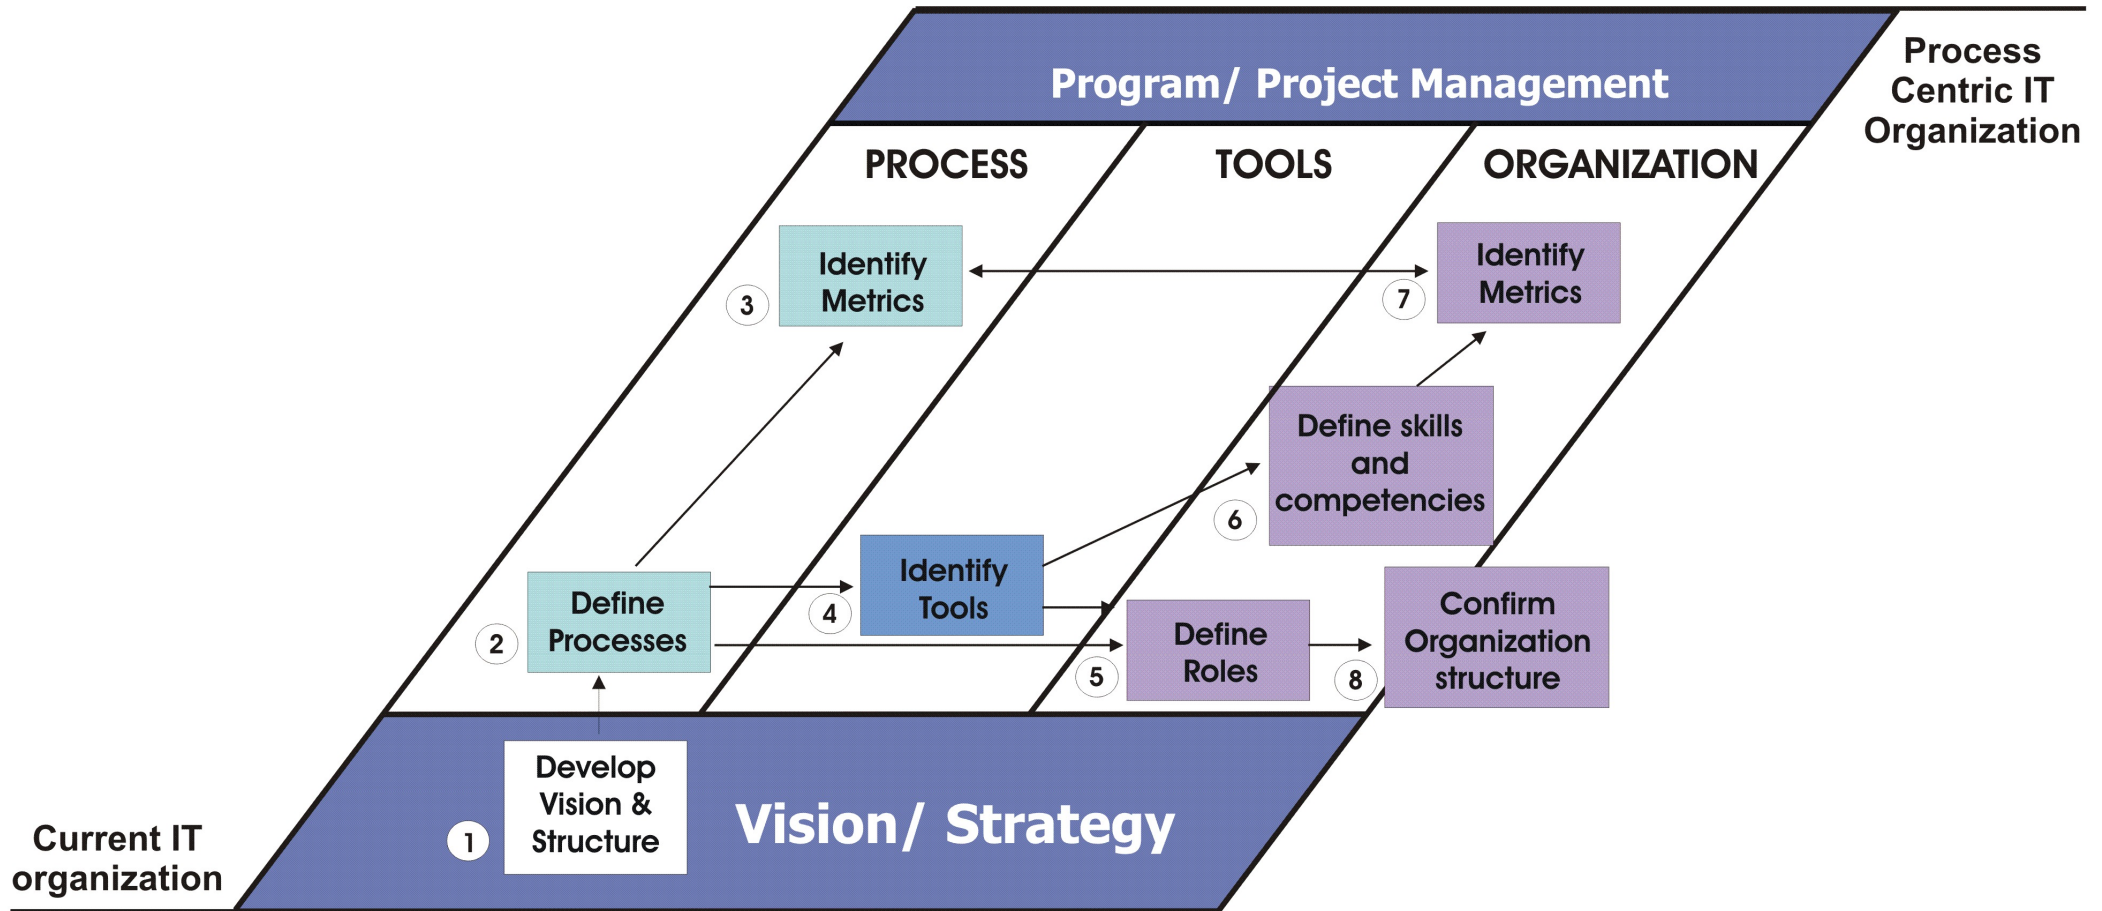 Program/ Project Management
Process
Centric IT
Organization
PROCESS
TOOLS
ORGANIZATION
Identify
Metrics
3
Identify
Metrics
7
Define skills
and
competencies
6
Identify
Tools
4
Define
Processes
2
Define
Roles
5
Confirm
Organization
structure
8
Develop
Vision &
Structure
1
Vision/ Strategy
Current IT
organization